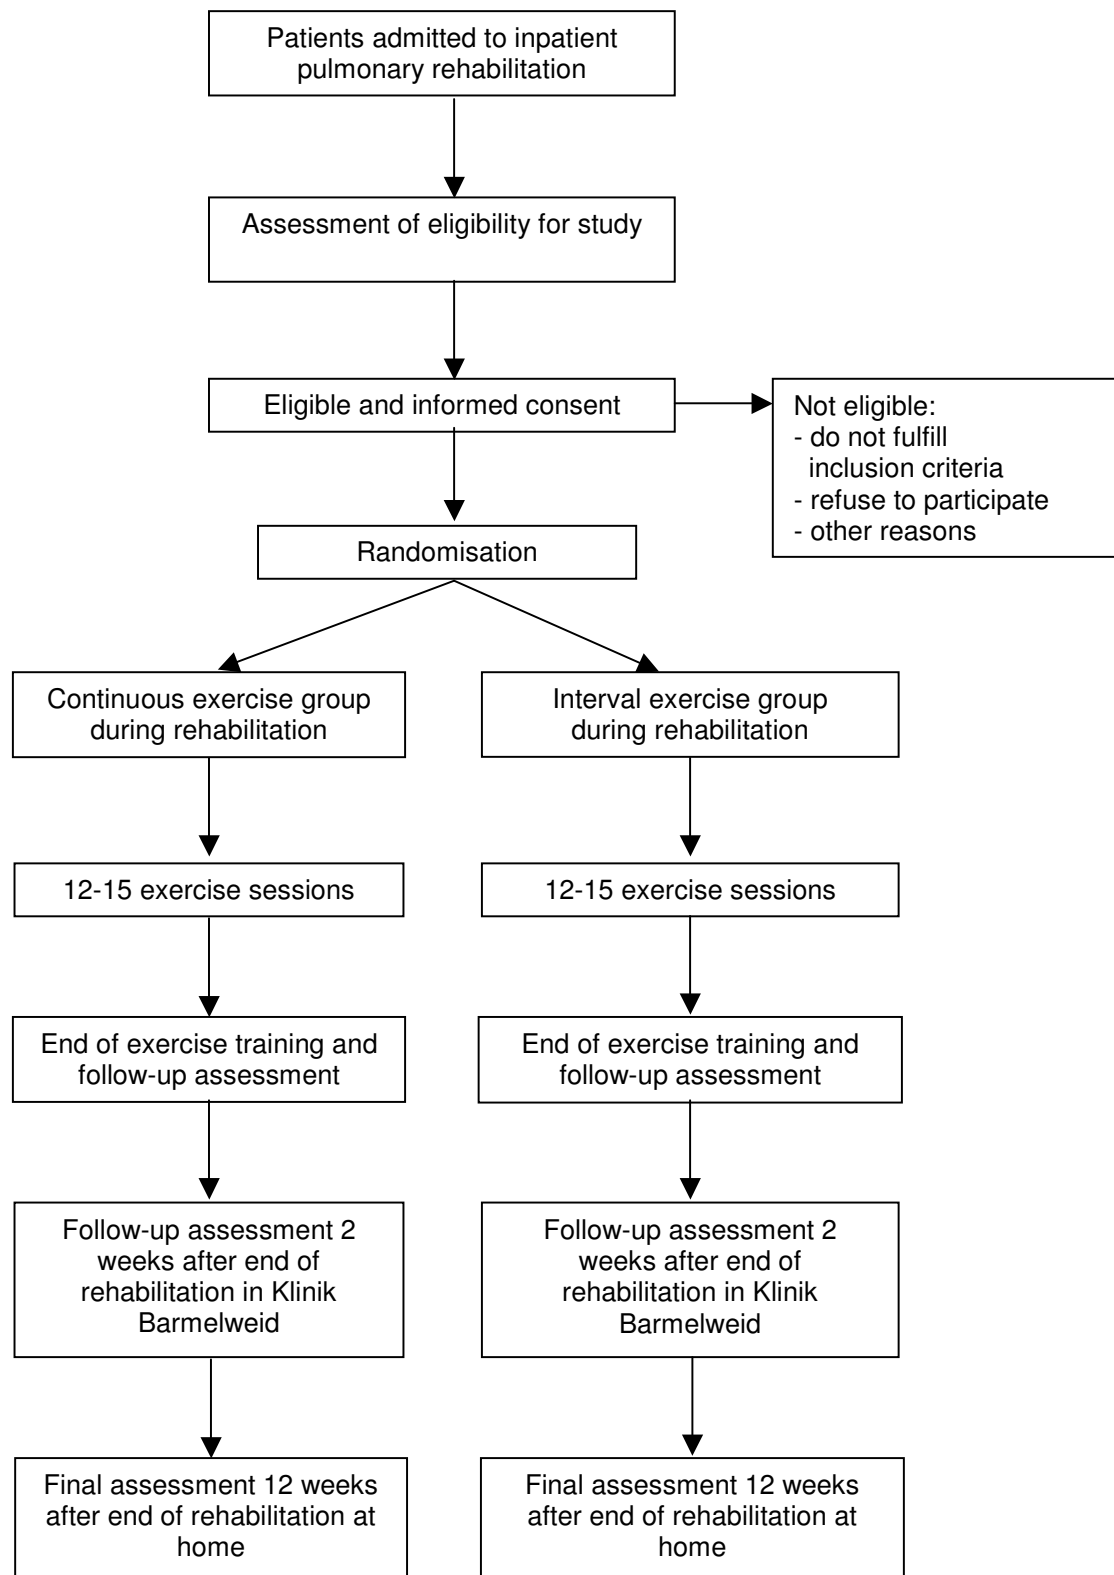 Patients admitted to inpatient
pulmonary rehabilitation
Assessment of eligibility for study
Eligible and informed consent
Not eligible:
- do not fulfill
inclusion criteria
- refuse to participate
- other reasons
Randomisation
Continuous exercise group
during rehabilitation
Interval exercise group
during rehabilitation
12-15 exercise sessions
12-15 exercise sessions
End of exercise training and
follow-up assessment
End of exercise training and
follow-up assessment
Follow-up assessment 2
weeks after end of
rehabilitation in Klinik
Barmelweid
Follow-up assessment 2
weeks after end of
rehabilitation in Klinik
Barmelweid
Final assessment 12 weeks
after end of rehabilitation at
home
Final assessment 12 weeks
after end of rehabilitation at
home